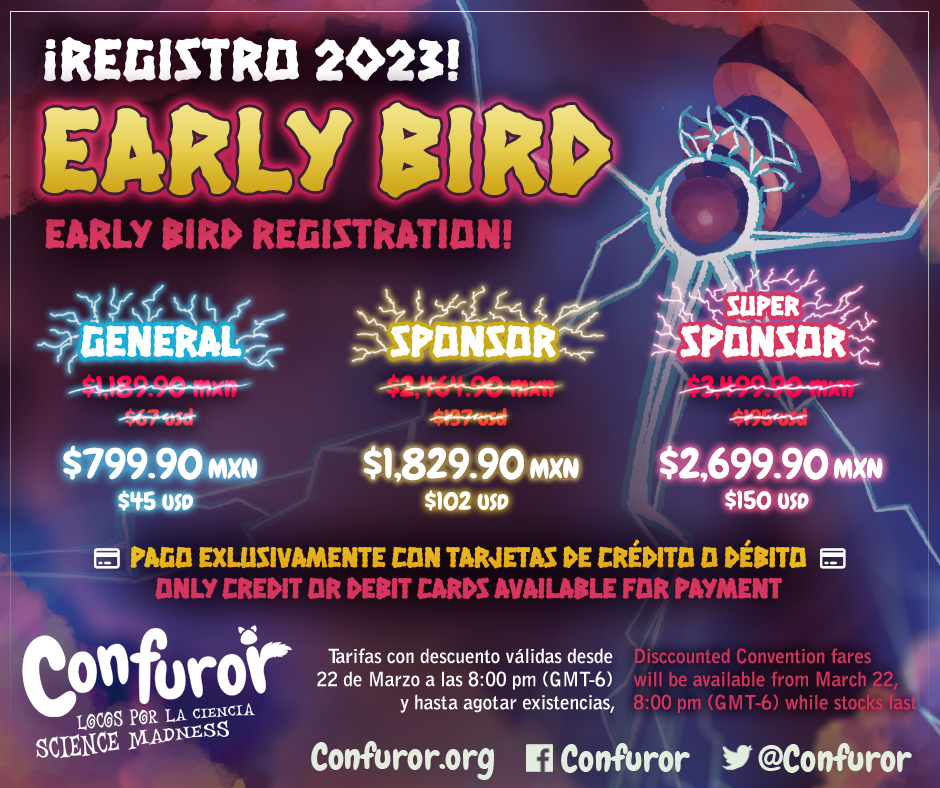 ¡REGISTRO 2023!
EARLY BIRD
EARLY BIRD REGISTRATION!
GENERAL
$1,189.90 mxn
$67 usd
$799.90 MXN
$45 USD
SPONSOR
$2,464.90 mxn
$137 usd
$1,829.90 MXN
$102 USD
SUPER
SPONSOR
$3,499.90 mxn
$195 usd
$2,699.90 MXN
$150 USD
PAGO EXLUSIVAMENTE CON TARJETAS DE CRÉDITO O DÉBITO
ONLY CREDIT OR DEBIT CARDS AVAILABLE FOR PAYMENT
Confuror
LOCOS POR LA CIENCIA
SCIENCE MADNESS
Tarifas con descuento válidas desde
22 de Marzo a las 8:00 pm (GMT-6)
y hasta agotar existencias,
Disccounted Convention fares
will be available from March 22,
8:00 pm (GMT-6) while stocks last
Confuror.org
Confuror
@Confuror